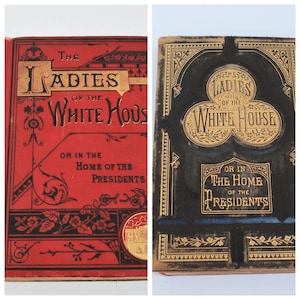 THE
LADIES
OF THE
WHITE HOUS
OR IN THE
HOME OF THE
PRESIDENTS
LADIES
OF THE
WHITE HOUSE
OR IN
THE HOME
OF THE
PRESIDENTS